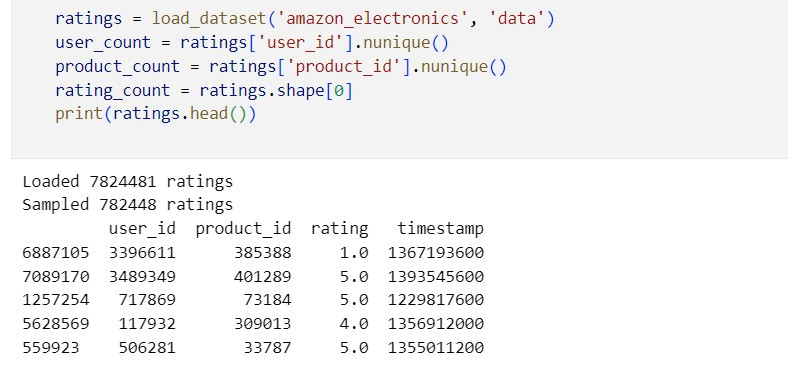 ratings = load_dataset('amazon_electronics', 'data')
user_count = ratings['user_id'].nunique()
product_count = ratings['product_id'].nunique()
rating_count = ratings.shape[0]
print(ratings.head())
Loaded 7824481 ratings
Sampled 782448 ratings
user_id product_id rating timestamp
6887105 3396611 385388 1.0 1367193600
7089170 3489349 401289 5.0 1393545600
1257254 717869 73184 5.0 1229817600
5628569 117932 309013 4.0 1356912000
559923 506281 33787 5.0 1355011200